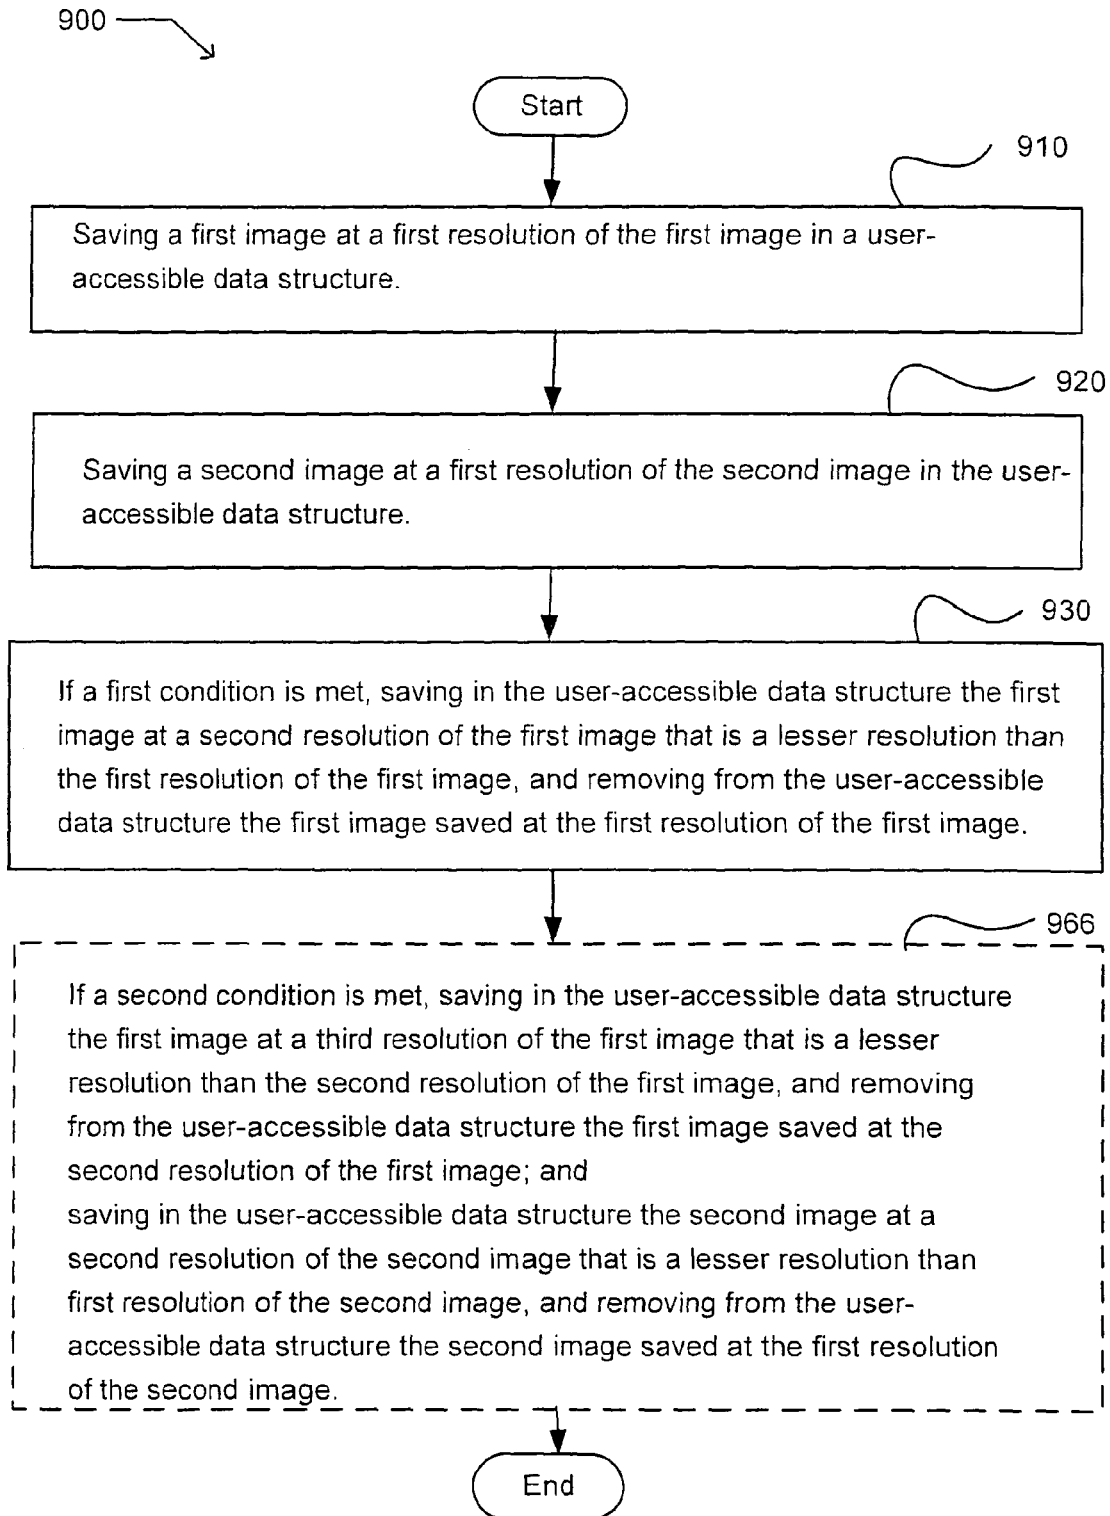 900
Start
910
Saving a first image at a first resolution of the first image in a user-
accessible data structure.
920
Saving a second image at a first resolution of the second image in the user-
accessible data structure.
930
If a first condition is met, saving in the user-accessible data structure the first
image at a second resolution of the first image that is a lesser resolution than
the first resolution of the first image, and removing from the user-accessible
data structure the first image saved at the first resolution of the first image.
966
If a second condition is met, saving in the user-accessible data structure
the first image at a third resolution of the first image that is a lesser
resolution than the second resolution of the first image, and removing
from the user-accessible data structure the first image saved at the
second resolution of the first image; and
saving in the user-accessible data structure the second image at a
second resolution of the second image that is a lesser resolution than
first resolution of the second image, and removing from the user-
accessible data structure the second image saved at the first resolution
of the second image.
End